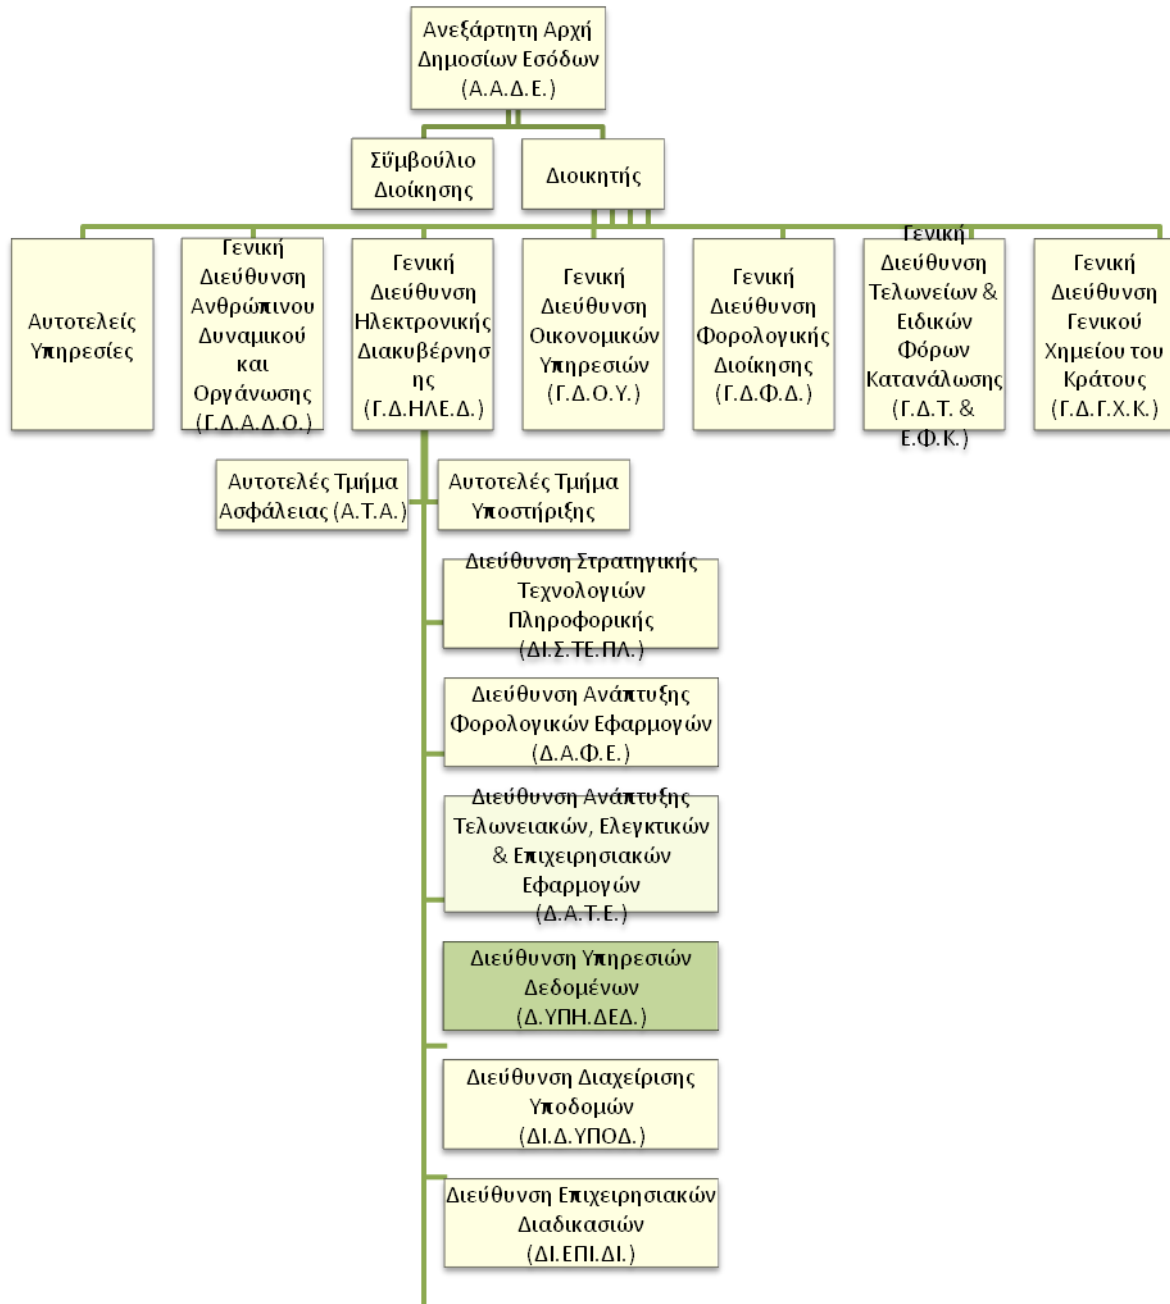 Ανεξάρτητη Αρχή
Δημοσίων Εσόδων
(Α.Α.Δ.Ε.)
Σϋμβούλιο
Διοίκησης
Διοικητής
Αυτοτελείς
Υπηρεσίες
Γενική
Διεύθυνση
Ανθρώπινου
Δυναμικού
και
Οργάνωσης
(Γ.Δ.Α.Δ.Ο.)
Γενική
Διεύθυνση
Ηλεκτρονικής
Διακυβέρνησ
ης
(Γ.Δ.ΗΛΕ.Δ.)
Γενική
Διεύθυνση
Οικονομικών
Υπηρεσιών
(Γ.Δ.Ο.Υ.)
Γενική
Διεύθυνση
Φορολογικής
Διοίκησης
(Γ.Δ.Φ.Δ.)
Γενική
Διεύθυνση
Τελωνείων &
Ειδικών
Φόρων
Κατανάλωσης
(Γ.Δ.Τ. &
Ε.Φ.Κ.)
Γενική
Διεύθυνση
Γενικού
Χημείου του
Κράτους
(Γ.Δ.Γ.Χ.Κ.)
Αυτοτελές Τμήμα
Ασφάλειας (Α.Τ.Α.)
Αυτοτελές Τμήμα
Υποστήριξης
Διεύθυνση Στρατηγικής
Τεχνολογιών
Πληροφορικής
(ΔΙ.Σ.ΤΕ.ΠΛ.)
Διεύθυνση Ανάπτυξης
Φορολογικών Εφαρμογών
(Δ.Α.Φ.Ε.)
Διεύθυνση Ανάπτυξης
Τελωνειακών, Ελεγκτικών
& Επιχειρησιακών
Εφαρμογών
(Δ.Α.Τ.Ε.)
Διεύθυνση Υπηρεσιών
Δεδομένων
(Δ.ΥΠΗ.ΔΕΔ.)
Διεύθυνση Διαχείρισης
Υποδομών
(ΔΙ.Δ.ΥΠΟΔ.)
Διεύθυνση Επιχειρησιακών
Διαδικασιών
(ΔΙ.ΕΠΙ.ΔΙ.)